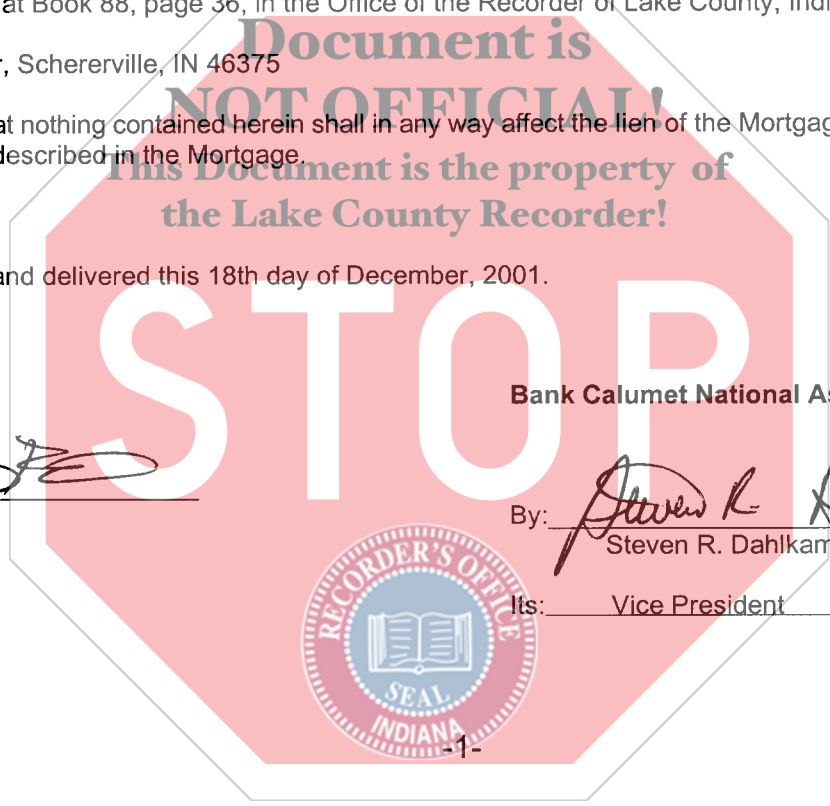 at Book 88, page 36, in the Office of the Recorder of Lake County, Indi
Document is
r, Schererville, IN 46375
NOT OFFICIAL!
at nothing contained herein shall in any way affect the lien of the Mortgag
described in the Mortgage.
This Document is the property of
the Lake County Recorder!
and delivered this 18th day of December, 2001.
STOP
Bank Calumet National As
By: Steven R.
Steven R. Dahlkam
Its: Vice President
RECORDER'S OFFICE
SEAL
INDIANA
-1-